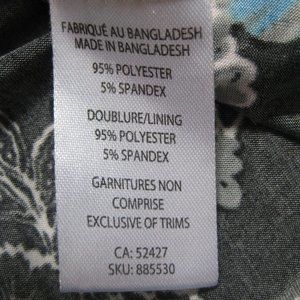 FABRIQUÉ AU BANGLADESH
MADE IN BANGLADESH
95% POLYESTER
5% SPANDEX
DOUBLURE/LINING
95% POLYESTER
5% SPANDEX
GARNITURES NON
COMPRISE
EXCLUSIVE OF TRIMS
CA: 52427
SKU: 885530